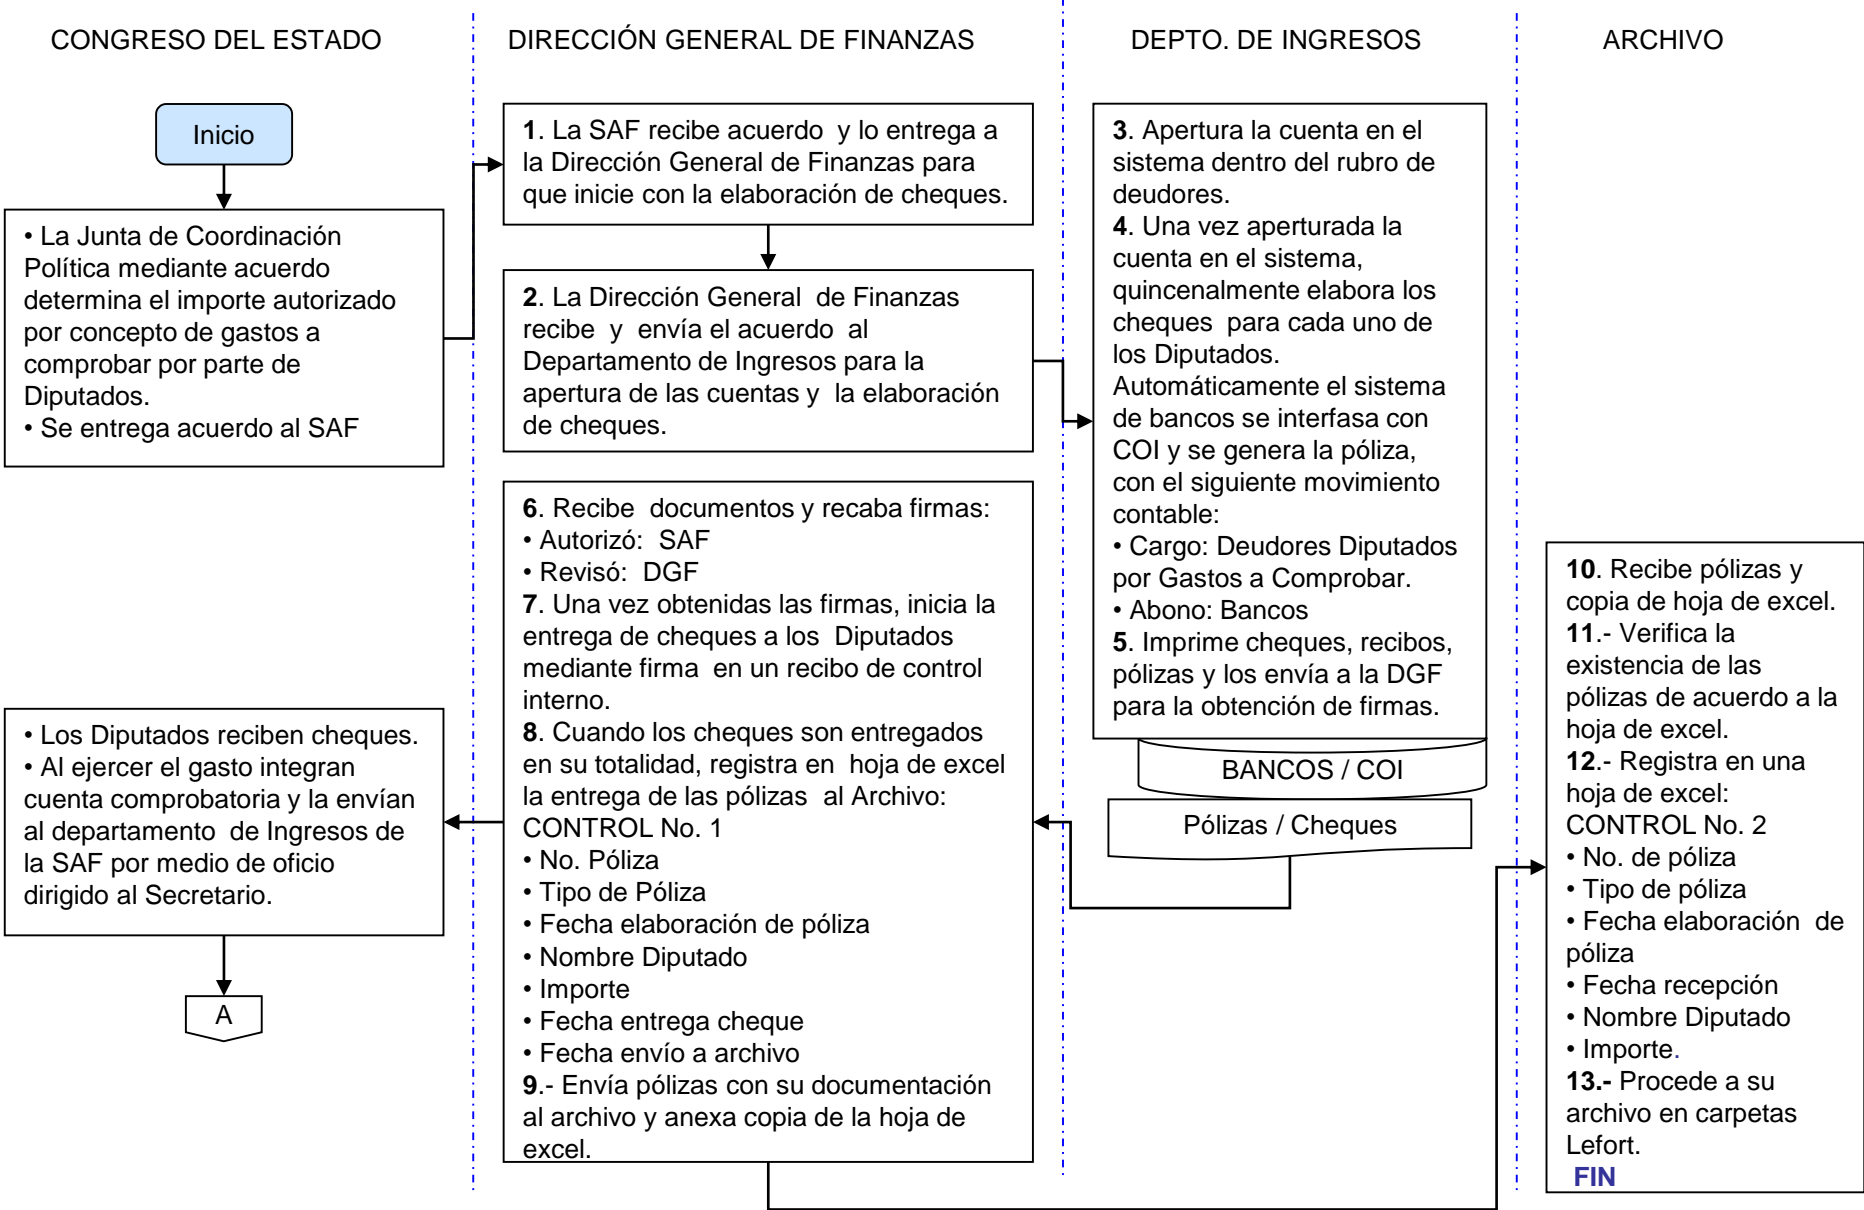 CONGRESO DEL ESTADO
DIRECCIÓN GENERAL DE FINANZAS
DEPTO. DE INGRESOS
ARCHIVO
Inicio
• La Junta de Coordinación
Política mediante acuerdo
determina el importe autorizado
por concepto de gastos a
comprobar por parte de
Diputados.
• Se entrega acuerdo al SAF
1. La SAF recibe acuerdo y lo entrega a
la Dirección General de Finanzas para
que inicie con la elaboración de cheques.
2. La Dirección General de Finanzas
recibe y envía el acuerdo al
Departamento de Ingresos para la
apertura de las cuentas y la elaboración
de cheques.
3. Apertura la cuenta en el
sistema dentro del rubro de
deudores.
4. Una vez aperturada la
cuenta en el sistema,
quincenalmente elabora los
cheques para cada uno de
los Diputados.
Automáticamente el sistema
de bancos se interfasa con
COI y se genera la póliza,
con el siguiente movimiento
contable:
• Cargo: Deudores Diputados
por Gastos a Comprobar.
• Abono: Bancos
5. Imprime cheques, recibos,
pólizas y los envía a la DGF
para la obtención de firmas.
BANCOS / COI
Pólizas / Cheques
6. Recibe documentos y recaba firmas:
• Autorizó: SAF
• Revisó: DGF
7. Una vez obtenidas las firmas, inicia la
entrega de cheques a los Diputados
mediante firma en un recibo de control
interno.
8. Cuando los cheques son entregados
en su totalidad, registra en hoja de excel
la entrega de las pólizas al Archivo:
CONTROL No. 1
• No. Póliza
• Tipo de Póliza
• Fecha elaboración de póliza
• Nombre Diputado
• Importe
• Fecha entrega cheque
• Fecha envío a archivo
9.- Envía pólizas con su documentación
al archivo y anexa copia de la hoja de
excel.
• Los Diputados reciben cheques.
• Al ejercer el gasto integran
cuenta comprobatoria y la envían
al departamento de Ingresos de
la SAF por medio de oficio
dirigido al Secretario.
A
10. Recibe pólizas y
copia de hoja de excel.
11.- Verifica la
existencia de las
pólizas de acuerdo a la
hoja de excel.
12.- Registra en una
hoja de excel:
CONTROL No. 2
• No. de póliza
• Tipo de póliza
• Fecha elaboración de
póliza
• Fecha recepción
• Nombre Diputado
• Importe.
13.- Procede a su
archivo en carpetas
Lefort.
FIN